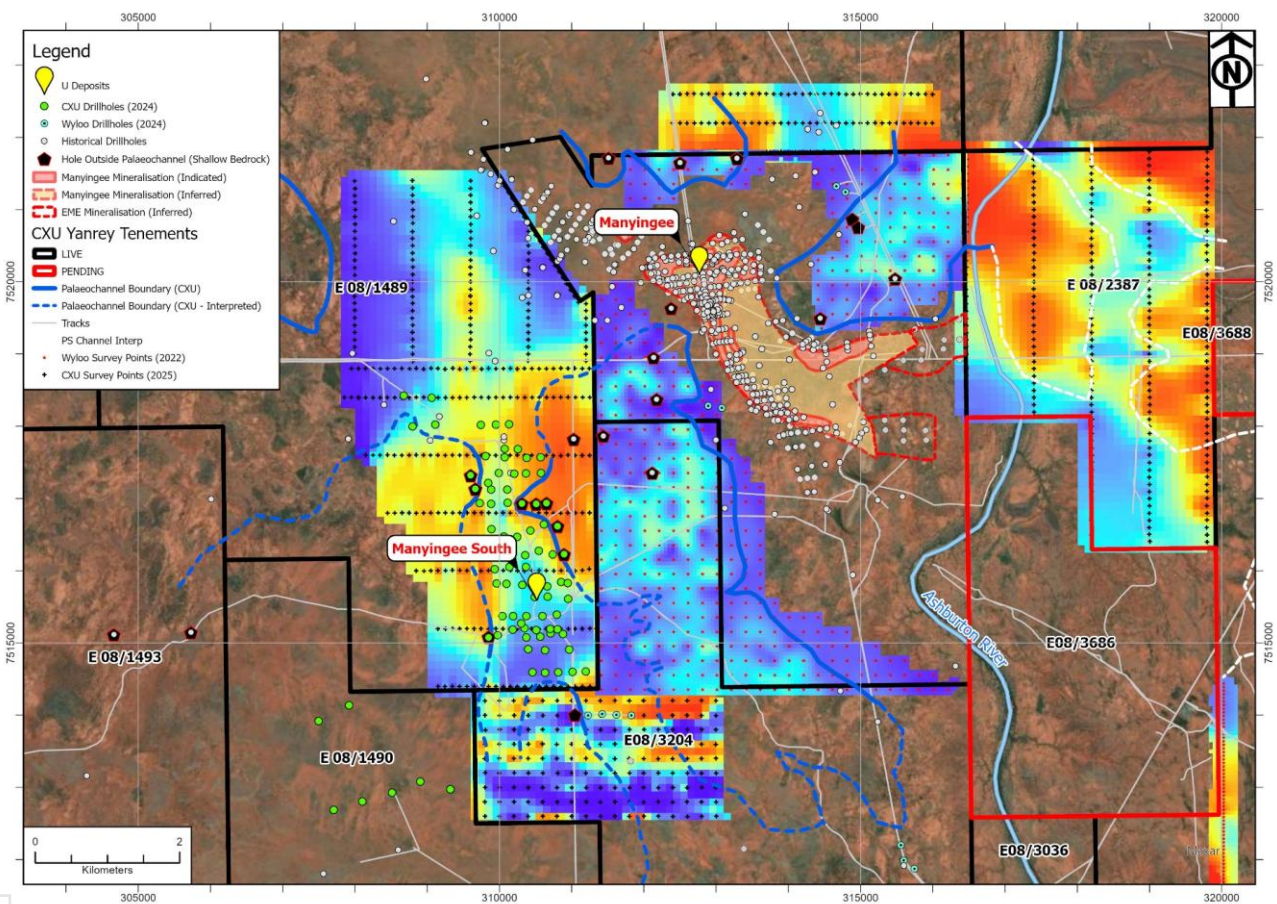 305000
310000
315000
320000
Legend
U Deposits
CXU Drillholes (2024)
Wyloo Drillholes (2024)
Historical Drillholes
Hole Outside Palaeochannel (Shallow Bedrock)
Manyingee Mineralisation (Indicated)
Manyingee Mineralisation (Inferred)
EME Mineralisation (Inferred)
CXU Yanrey Tenements
LIVE
PENDING
Palaeochannel Boundary (CXU)
Palaeochannel Boundary (CXU - Interpreted)
Tracks
PS Channel Interp
Wyloo Survey Points (2022)
CXU Survey Points (2025)
N
Manyingee
7520000
7520000
E 08/1489
E 08/2387
E08/3688
Manyingee South
Ashburton River
7515000
7515000
E 08/1493
E08/3686
E 08/1490
E08/3204
E08/3036
0
2
Kilometers
305000
310000
315000
320000